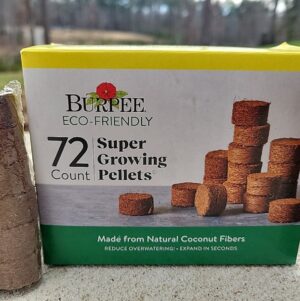 BURPEE
ECO-FRIENDLY
72
Count
Super
Growing
Pellets
Made from Natural Coconut Fibers
REDUCE OVERWATERING! • EXPAND IN SECONDS